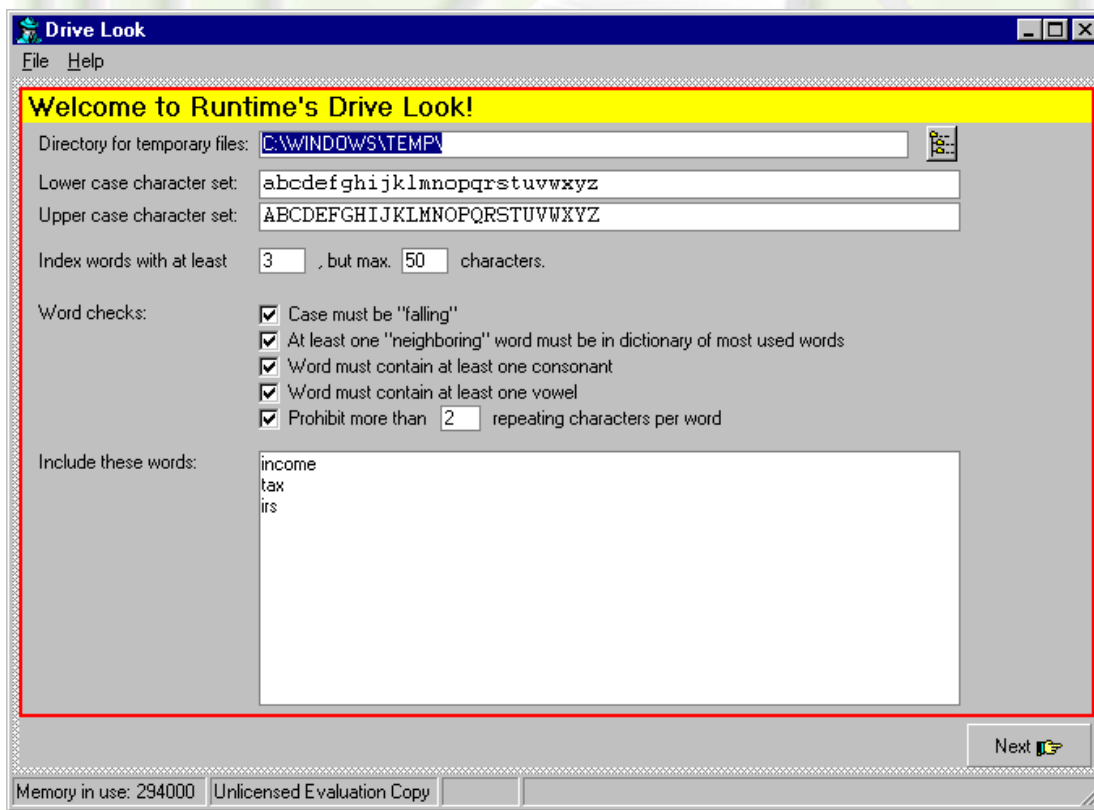 Drive Look
File Help
Welcome to Runtime's Drive Look!
Directory for temporary files: C:\WINDOWS\TEMP\
Lower case character set: abcdefghijklmnopqrstuvwxyz
Upper case character set: ABCDEFGHIJKLMNOPQRSTUVWXYZ
Index words with at least 3 , but max. 50 characters.
Word checks: Case must be "falling"
At least one "neighboring" word must be in dictionary of most used words
Word must contain at least one consonant
Word must contain at least one vowel
Prohibit more than 2 repeating characters per word
Include these words: income
tax
irs
Next
Memory in use: 294000 Unlicensed Evaluation Copy